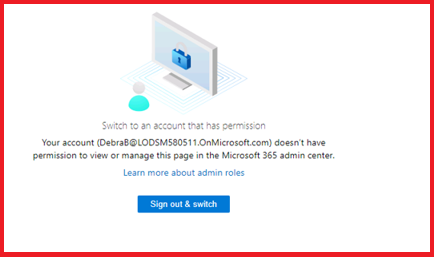 Switch to an account that has permission
Your account (DebraB@LODSM580511.OnMicrosoft.com) doesn't have
permission to view or manage this page in the Microsoft 365 admin center.
Learn more about admin roles
Sign out & switch